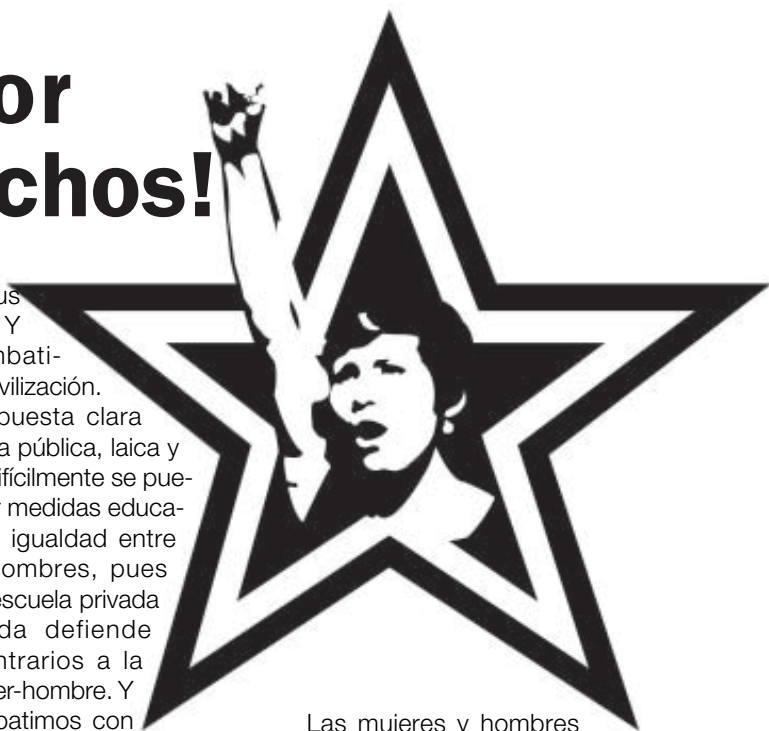 or
chos!
us
Y
mbati-
vilización.
puesta clara
a pública, laica y
ifícilmente se pue-
r medidas educa-
igualdad entre
ombres, pues
escuela privada
da defiende
ntrarios a la
er-hombre. Y
batimos con
Las mujeres y hombres